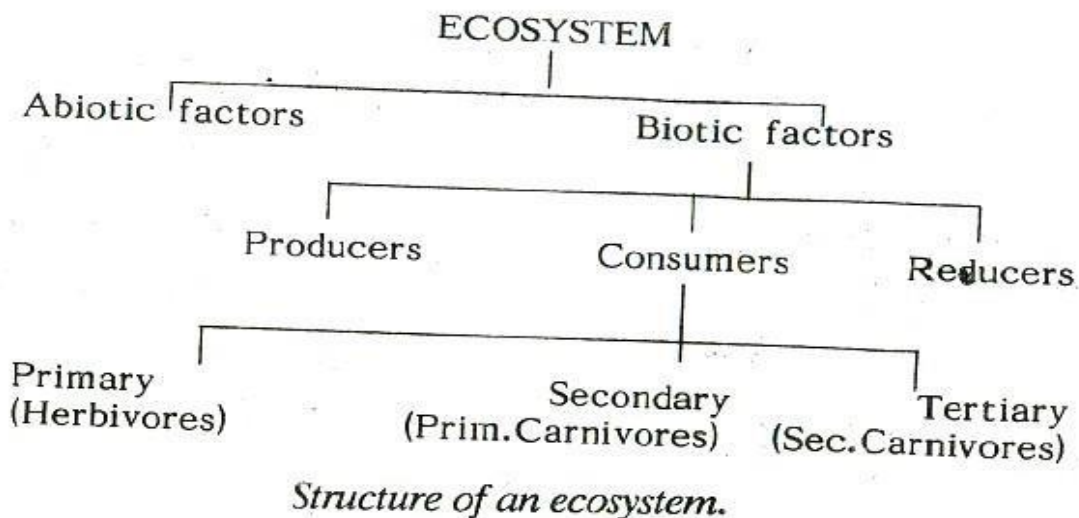 ECOSYSTEM
Abiotic factors
Biotic factors
Producers
Consumers
Reducers
Primary
(Herbivores)
Secondary
(Prim.Carnivores)
Tertiary
(Sec.Carnivores)
Structure of an ecosystem.